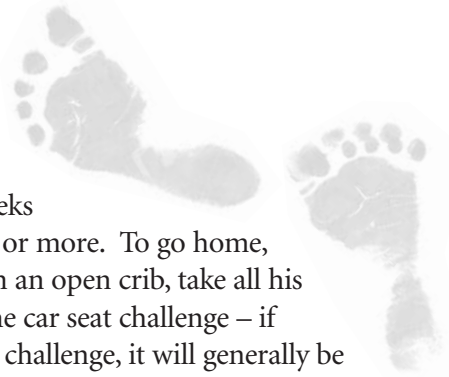 eks
or more.  To go home,
n an open crib, take all his
ne car seat challenge – if
challenge, it will generally be